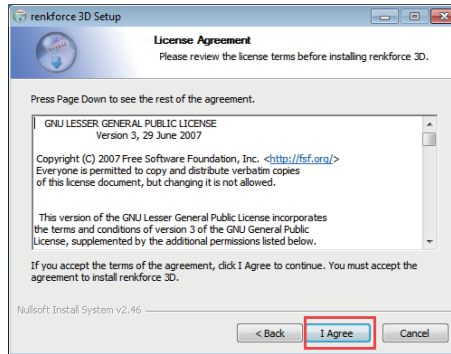 renkforce 3D Setup
License Agreement
Please review the license terms before installing renkforce 3D.
Press Page Down to see the rest of the agreement.
GNU LESSER GENERAL PUBLIC LICENSE
Version 3, 29 June 2007
Copyright (C) 2007 Free Software Foundation, Inc. <http://fsf.org/>
Everyone is permitted to copy and distribute verbatim copies
of this license document, but changing it is not allowed.
This version of the GNU Lesser General Public License incorporates
the terms and conditions of version 3 of the GNU General Public
License, supplemented by the additional permissions listed below.
If you accept the terms of the agreement, click I Agree to continue. You must accept the
agreement to install renkforce 3D.
Nullsoft Install System v2.46
< Back
I Agree
Cancel